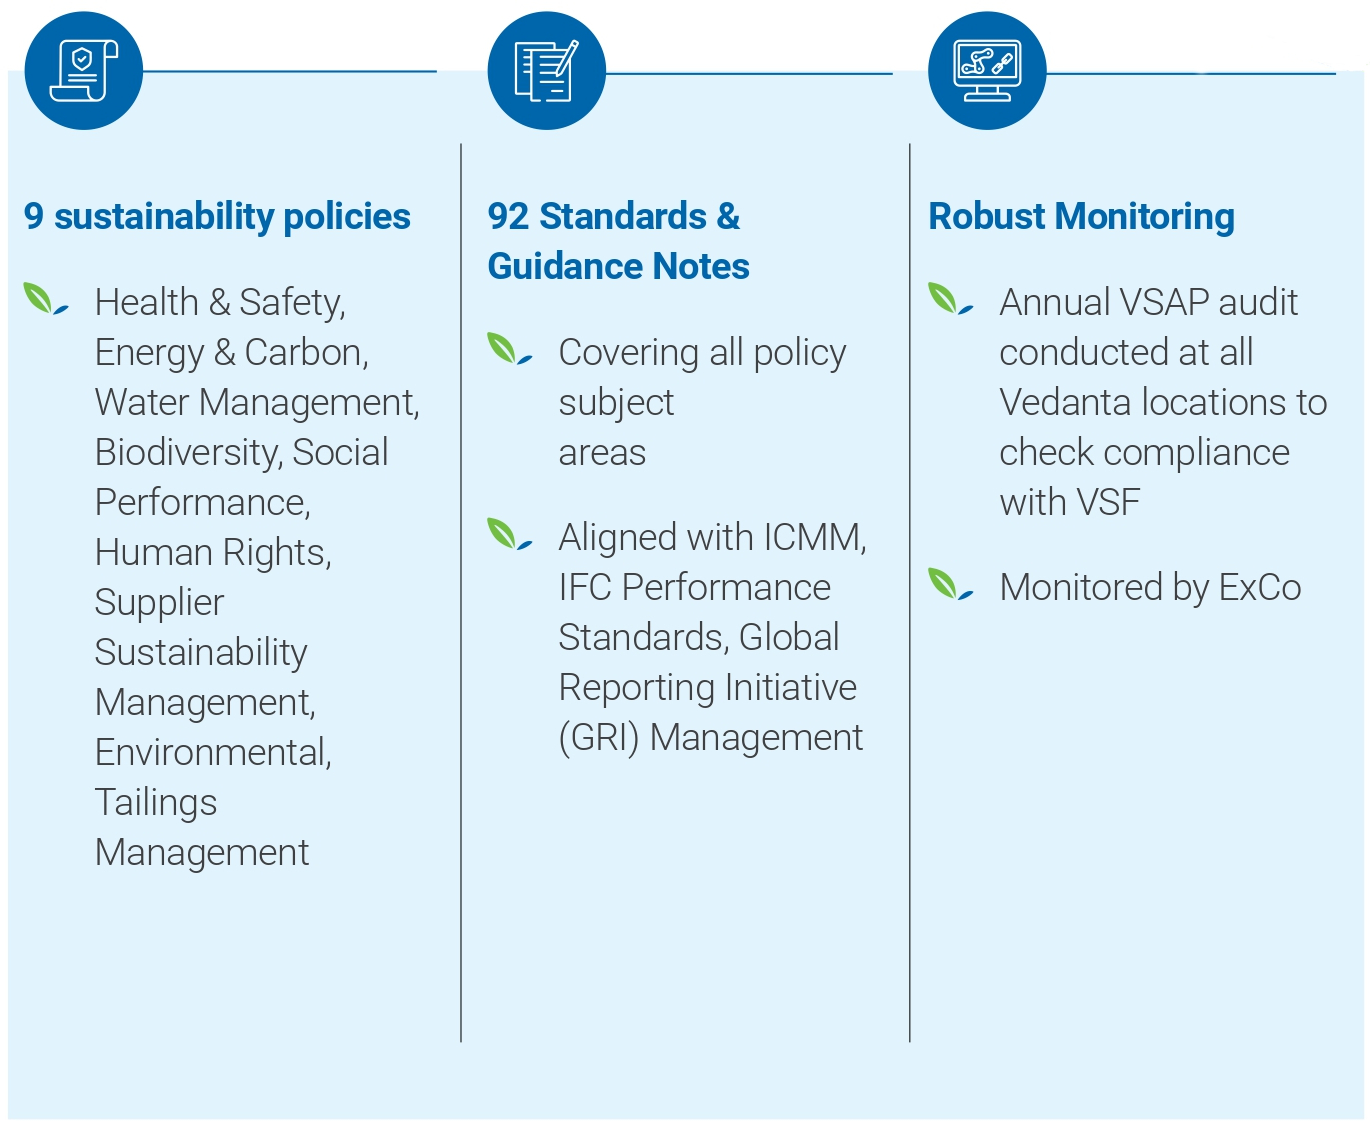 9 sustainability policies
Health & Safety,
Energy & Carbon,
Water Management,
Biodiversity, Social
Performance,
Human Rights,
Supplier
Sustainability
Management,
Environmental,
Tailings
Management
92 Standards &
Guidance Notes
Covering all policy
subject
areas
Aligned with ICMM,
IFC Performance
Standards, Global
Reporting Initiative
(GRI) Management
Robust Monitoring
Annual VSAP audit
conducted at all
Vedanta locations to
check compliance
with VSF
Monitored by ExCo